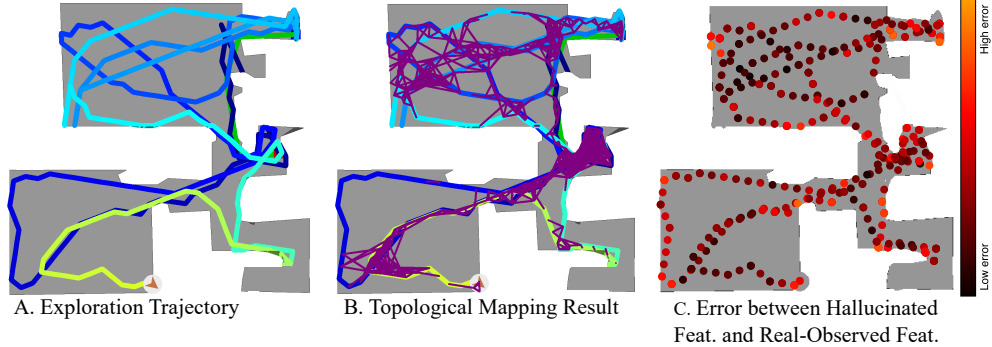 High error
Low error
A. Exploration Trajectory
B. Topological Mapping Result
C. Error between Hallucinated
Feat. and Real-Observed Feat.